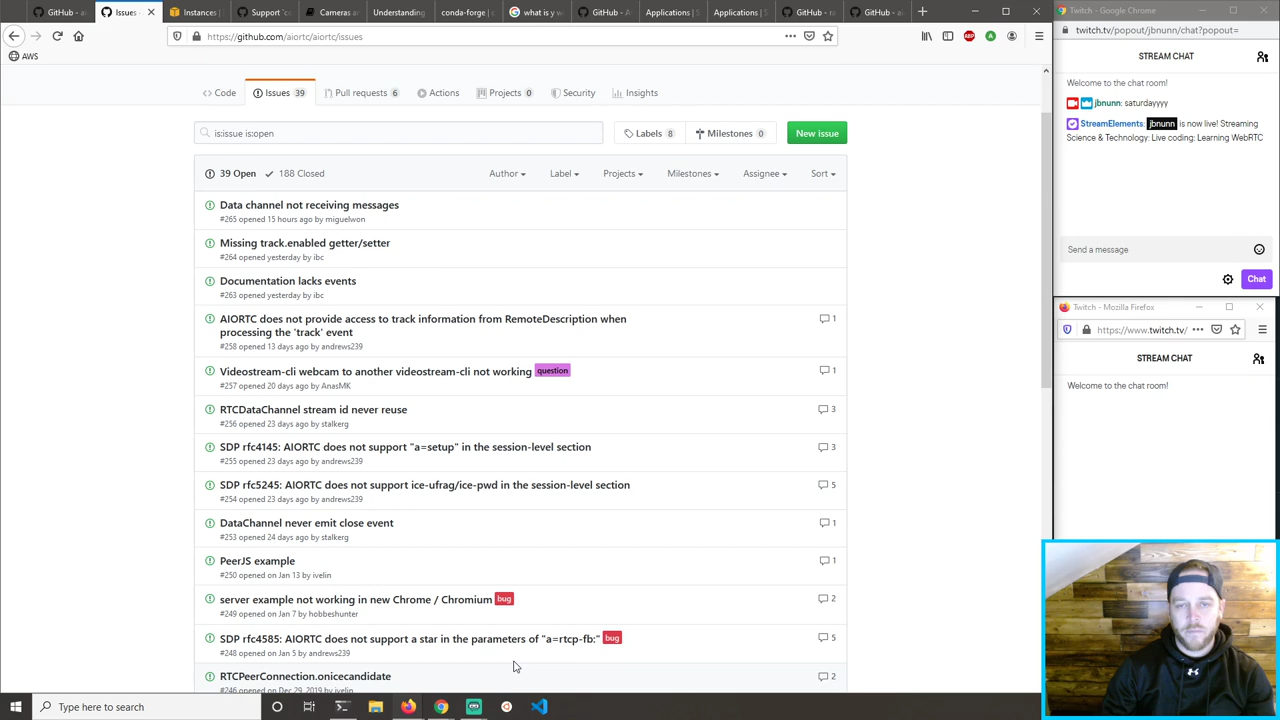 GitHub - a
Issues
Instances |
Support "c
Cameras ar
Understanding
conda-forge |
what is y w
GitHub - A
Applications | S
Applications | S
GitHub - ra
GitHub - aio
Twitch - Google Chrome
https://github.com/aiortc/aiortc/issues
twitch.tv/popout/jbnunn/chat?popout=
AWS
STREAM CHAT
Welcome to the chat room!
jbnunn: saturdayyyy
StreamElements: jbnunn is now live! Streaming
Science & Technology: Live coding: Learning WebRTC
Send a message
Chat
Twitch - Mozilla Firefox
https://www.twitch.tv/
STREAM CHAT
Welcome to the chat room!
Code
Issues 39
Pull requests 6
Actions
Projects 0
Security
Insights
is:issue is:open
Labels 8
Milestones 0
New issue
39 Open
188 Closed
Author
Label
Projects
Milestones
Assignee
Sort
Data channel not receiving messages
#265 opened 15 hours ago by miguelwon
Missing track.enabled getter/setter
#264 opened yesterday by ibc
Documentation lacks events
#263 opened yesterday by ibc
AIORTC does not provide access to track information from RemoteDescription when
processing the 'track' event
1
#258 opened 13 days ago by andrews239
Videostream-cli webcam to another videostream-cli not working question
1
#257 opened 20 days ago by AnasMK
RTCDataChannel stream id never reuse
3
#256 opened 23 days ago by stalkerg
SDP rfc4145: AIORTC does not support "a=setup" in the session-level section
3
#255 opened 23 days ago by andrews239
SDP rfc5245: AIORTC does not support ice-ufrag/ice-pwd in the session-level section
5
#254 opened 23 days ago by andrews239
DataChannel never emit close event
1
#253 opened 24 days ago by stalkerg
PeerJS example
1
#250 opened on Jan 13 by ivelin
server example not working in new Chrome / Chromium bug
2
#249 opened on Jan 7 by hobbeshunter
SDP rfc4585: AIORTC does not support a star in the parameters of "a=rtcp-fb:" bug
5
#248 opened on Jan 5 by andrews239
RTCPeerConnection.onicecandidate
2
#246 opened on Dec 29, 2019 by ivelin
Type here to search